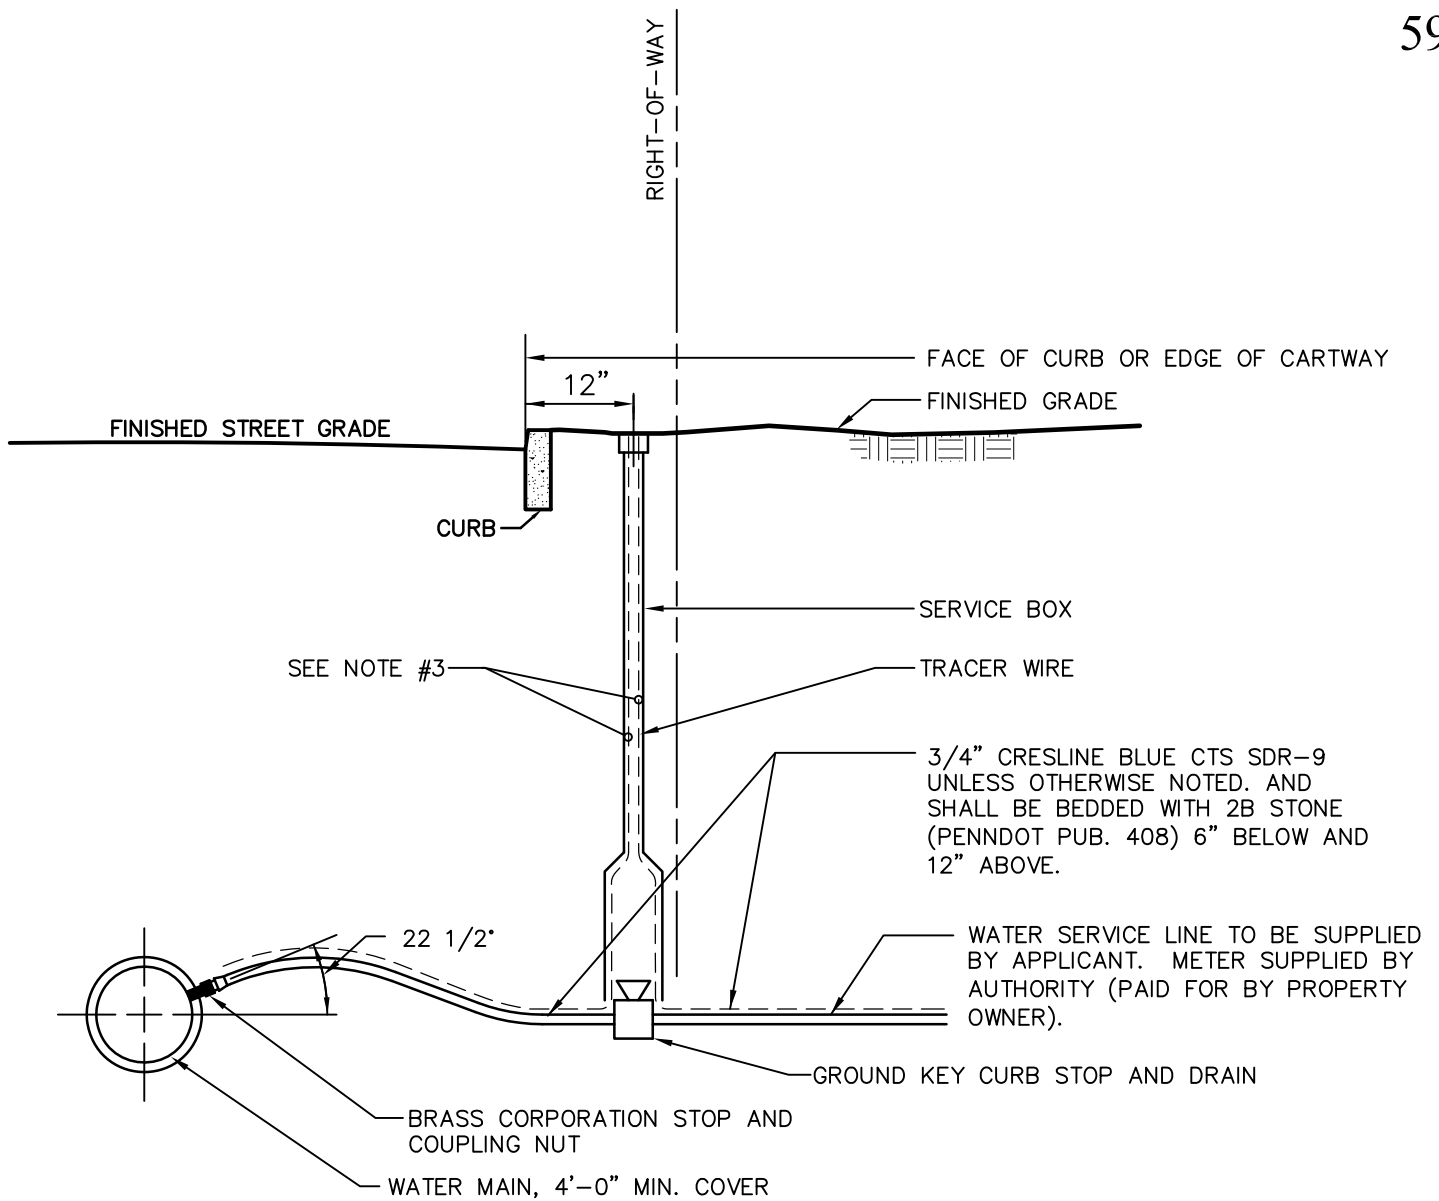 59
RIGHT-OF-WAY
FACE OF CURB OR EDGE OF CARTWAY
12”
FINISHED GRADE
FINISHED STREET GRADE
CURB
SERVICE BOX
SEE NOTE #3
TRACER WIRE
3/4” CRESLINE BLUE CTS SDR-9
UNLESS OTHERWISE NOTED. AND
SHALL BE BEDDED WITH 2B STONE
(PENNDOT PUB. 408) 6” BELOW AND
12” ABOVE.
22 1/2°
WATER SERVICE LINE TO BE SUPPLIED
BY APPLICANT. METER SUPPLIED BY
AUTHORITY (PAID FOR BY PROPERTY
OWNER).
GROUND KEY CURB STOP AND DRAIN
BRASS CORPORATION STOP AND
COUPLING NUT
WATER MAIN, 4'-0” MIN. COVER